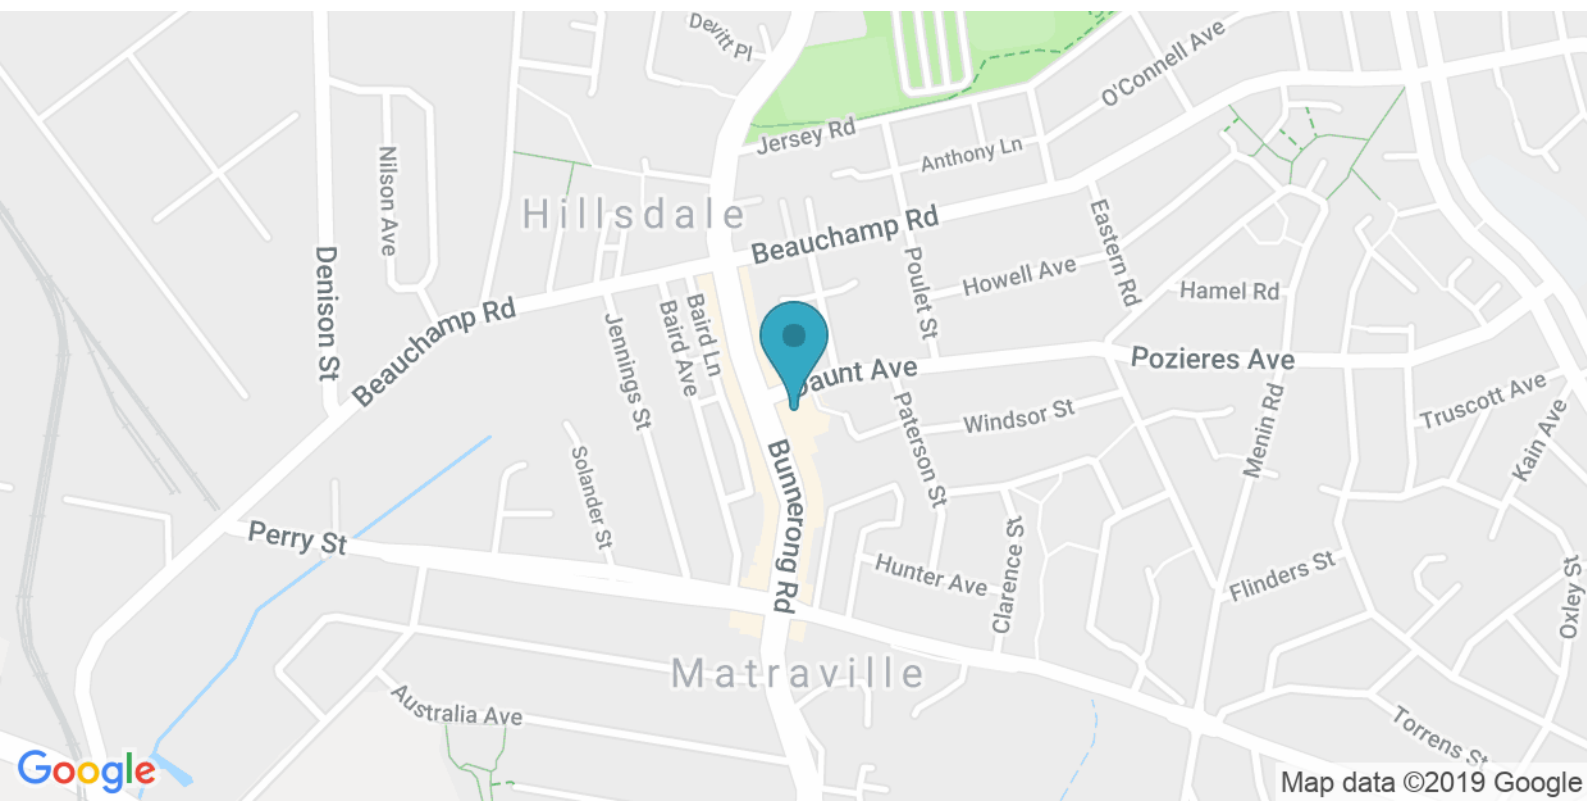 Devitt Pl
O'Connell Ave
Jersey Rd
Anthony Ln
Nilson Ave
Hillsdale
Beauchamp Rd
Eastern Rd
Denison St
Poulet St
Howell Ave
Hamel Rd
Baird Ln
Baird Ave
Jennings St
Beauchamp Rd
Daunt Ave
Pozieres Ave
Truscott Ave
Paterson St
Windsor St
Menin Rd
Kain Ave
Solander St
Bunnerong Rd
Perry St
Clarence St
Hunter Ave
Flinders St
Oxley St
Matraville
Australia Ave
Torrens St
Google
Map data ©2019 Google